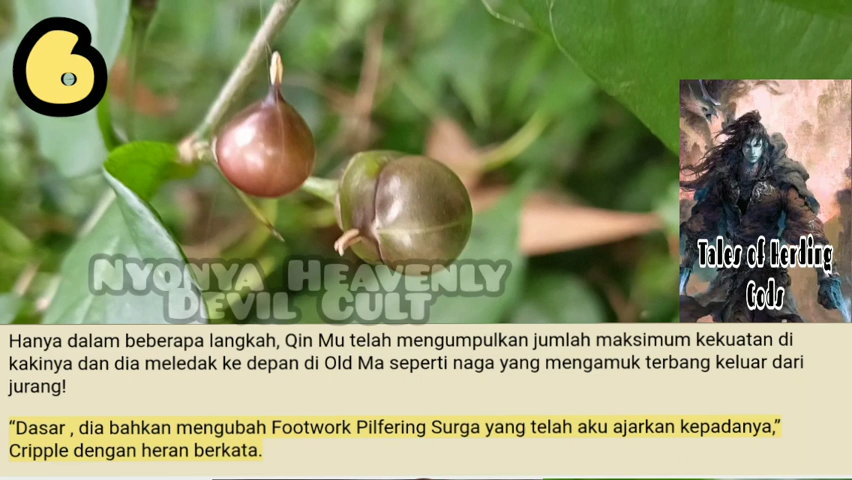 6
Tales of Herding
Gods
Nyonya Heavenly
Devil Cult
Hanya dalam beberapa langkah, Qin Mu telah mengumpulkan jumlah maksimum kekuatan di
kakinya dan dia meledak ke depan di Old Ma seperti naga yang mengamuk terbang keluar dari
jurang!
“Dasar , dia bahkan mengubah Footwork Pilfering Surga yang telah aku ajarkan kepadanya,”
Cripple dengan heran berkata.